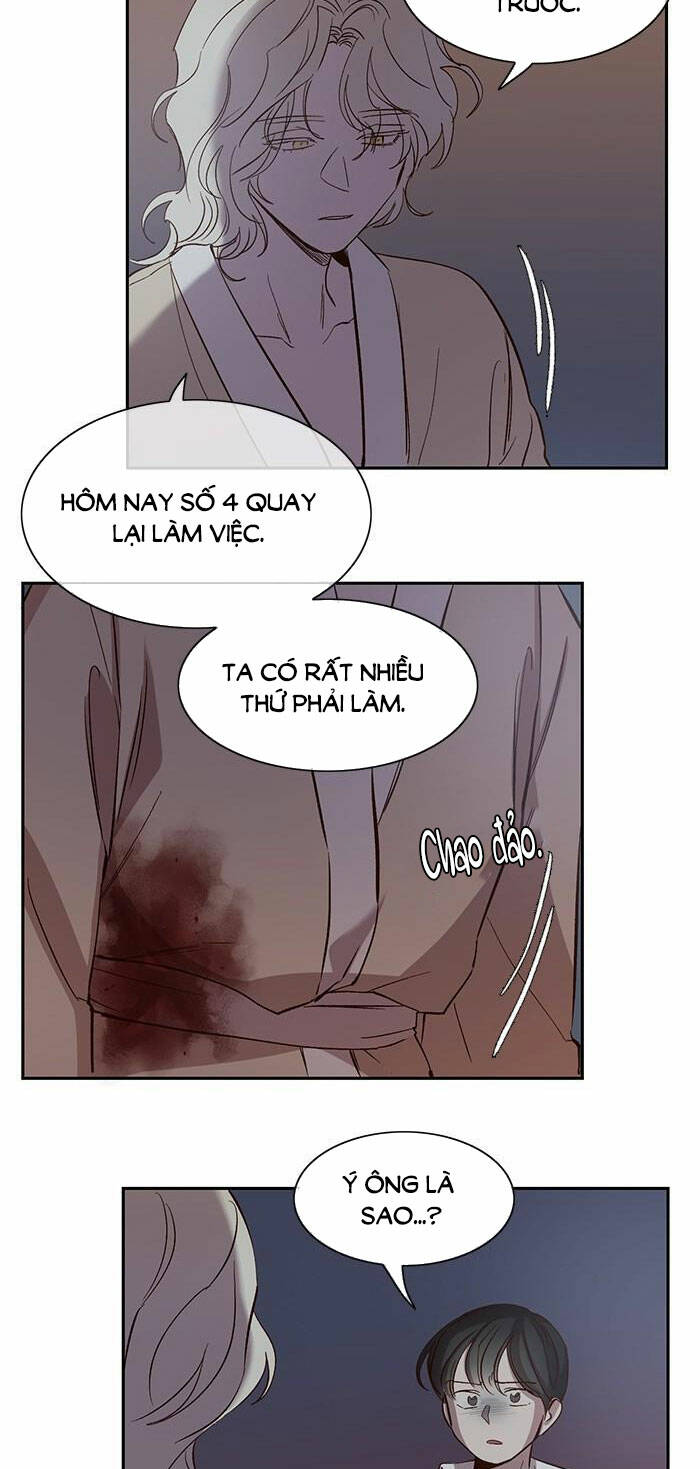 TRƯỚC.
HÔM NAY SỐ 4 QUAY
LẠI LÀM VIỆC.
TA CÓ RẤT NHIỀU
THỨ PHẢI LÀM.
Chao đảo.
Ý ÔNG LÀ
SAO...?